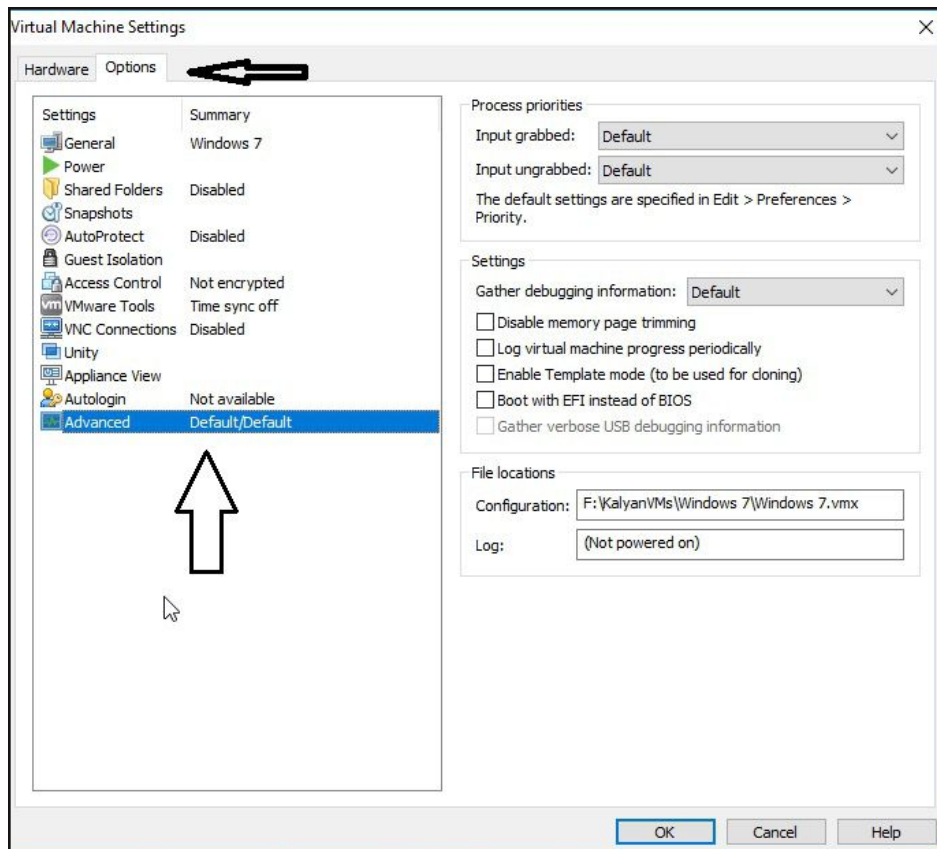 Virtual Machine Settings
Hardware Options
Settings Summary
General Windows 7
Power
Shared Folders Disabled
Snapshots
AutoProtect Disabled
Guest Isolation
Access Control Not encrypted
VMware Tools Time sync off
VNC Connections Disabled
Unity
Appliance View
Autologin Not available
Advanced Default/Default
Process priorities
Input grabbed: Default
Input ungrabbed: Default
The default settings are specified in Edit > Preferences >
Priority.
Settings
Gather debugging information: Default
Disable memory page trimming
Log virtual machine progress periodically
Enable Template mode (to be used for cloning)
Boot with EFI instead of BIOS
Gather verbose USB debugging information
File locations
Configuration: F:\KalyanVMs\Windows 7\Windows 7.vmx
Log: (Not powered on)
OK Cancel Help